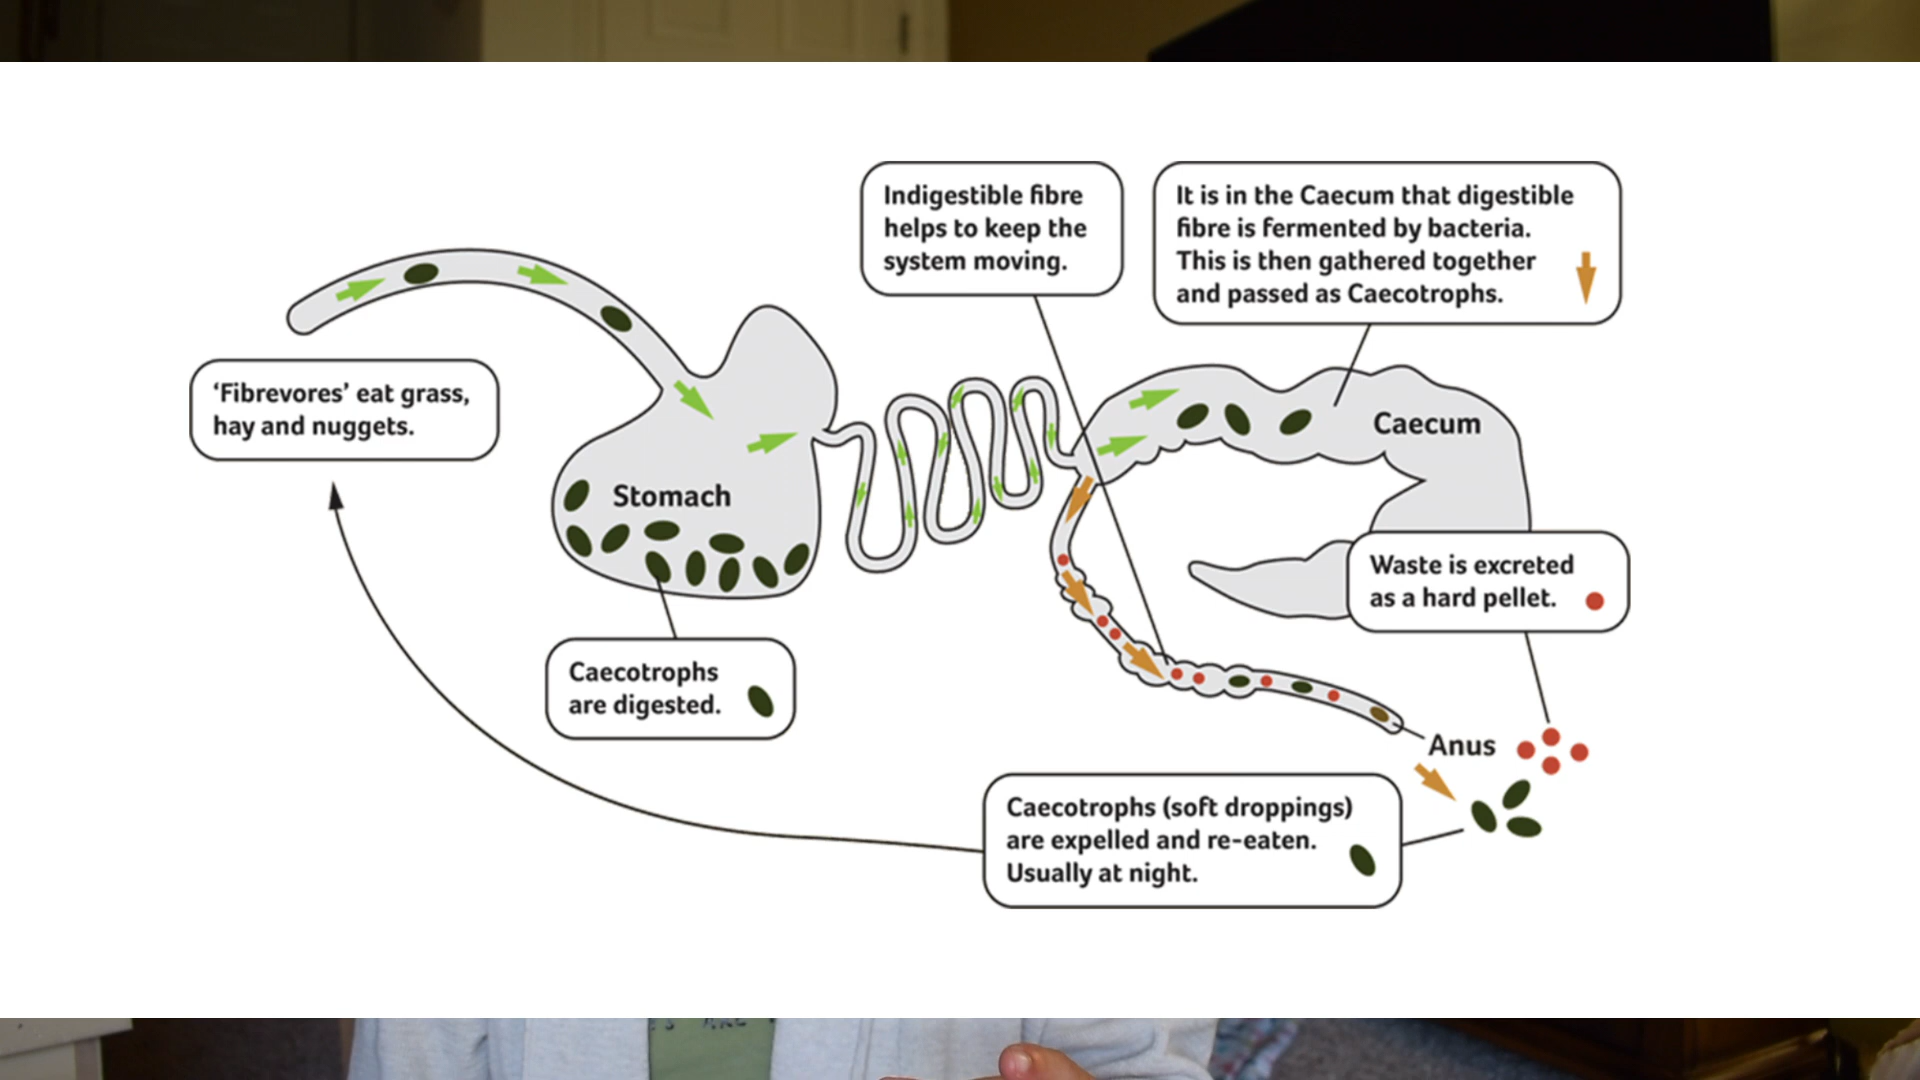 Indigestible fibre
helps to keep the
system moving.
It is in the Caecum that digestible
fibre is fermented by bacteria.
This is then gathered together
and passed as Caecotrophs.
‘Fibrevores’ eat grass,
hay and nuggets.
Caecum
Stomach
Waste is excreted
as a hard pellet.
Caecotrophs
are digested.
Anus
Caecotrophs (soft droppings)
are expelled and re-eaten.
Usually at night.